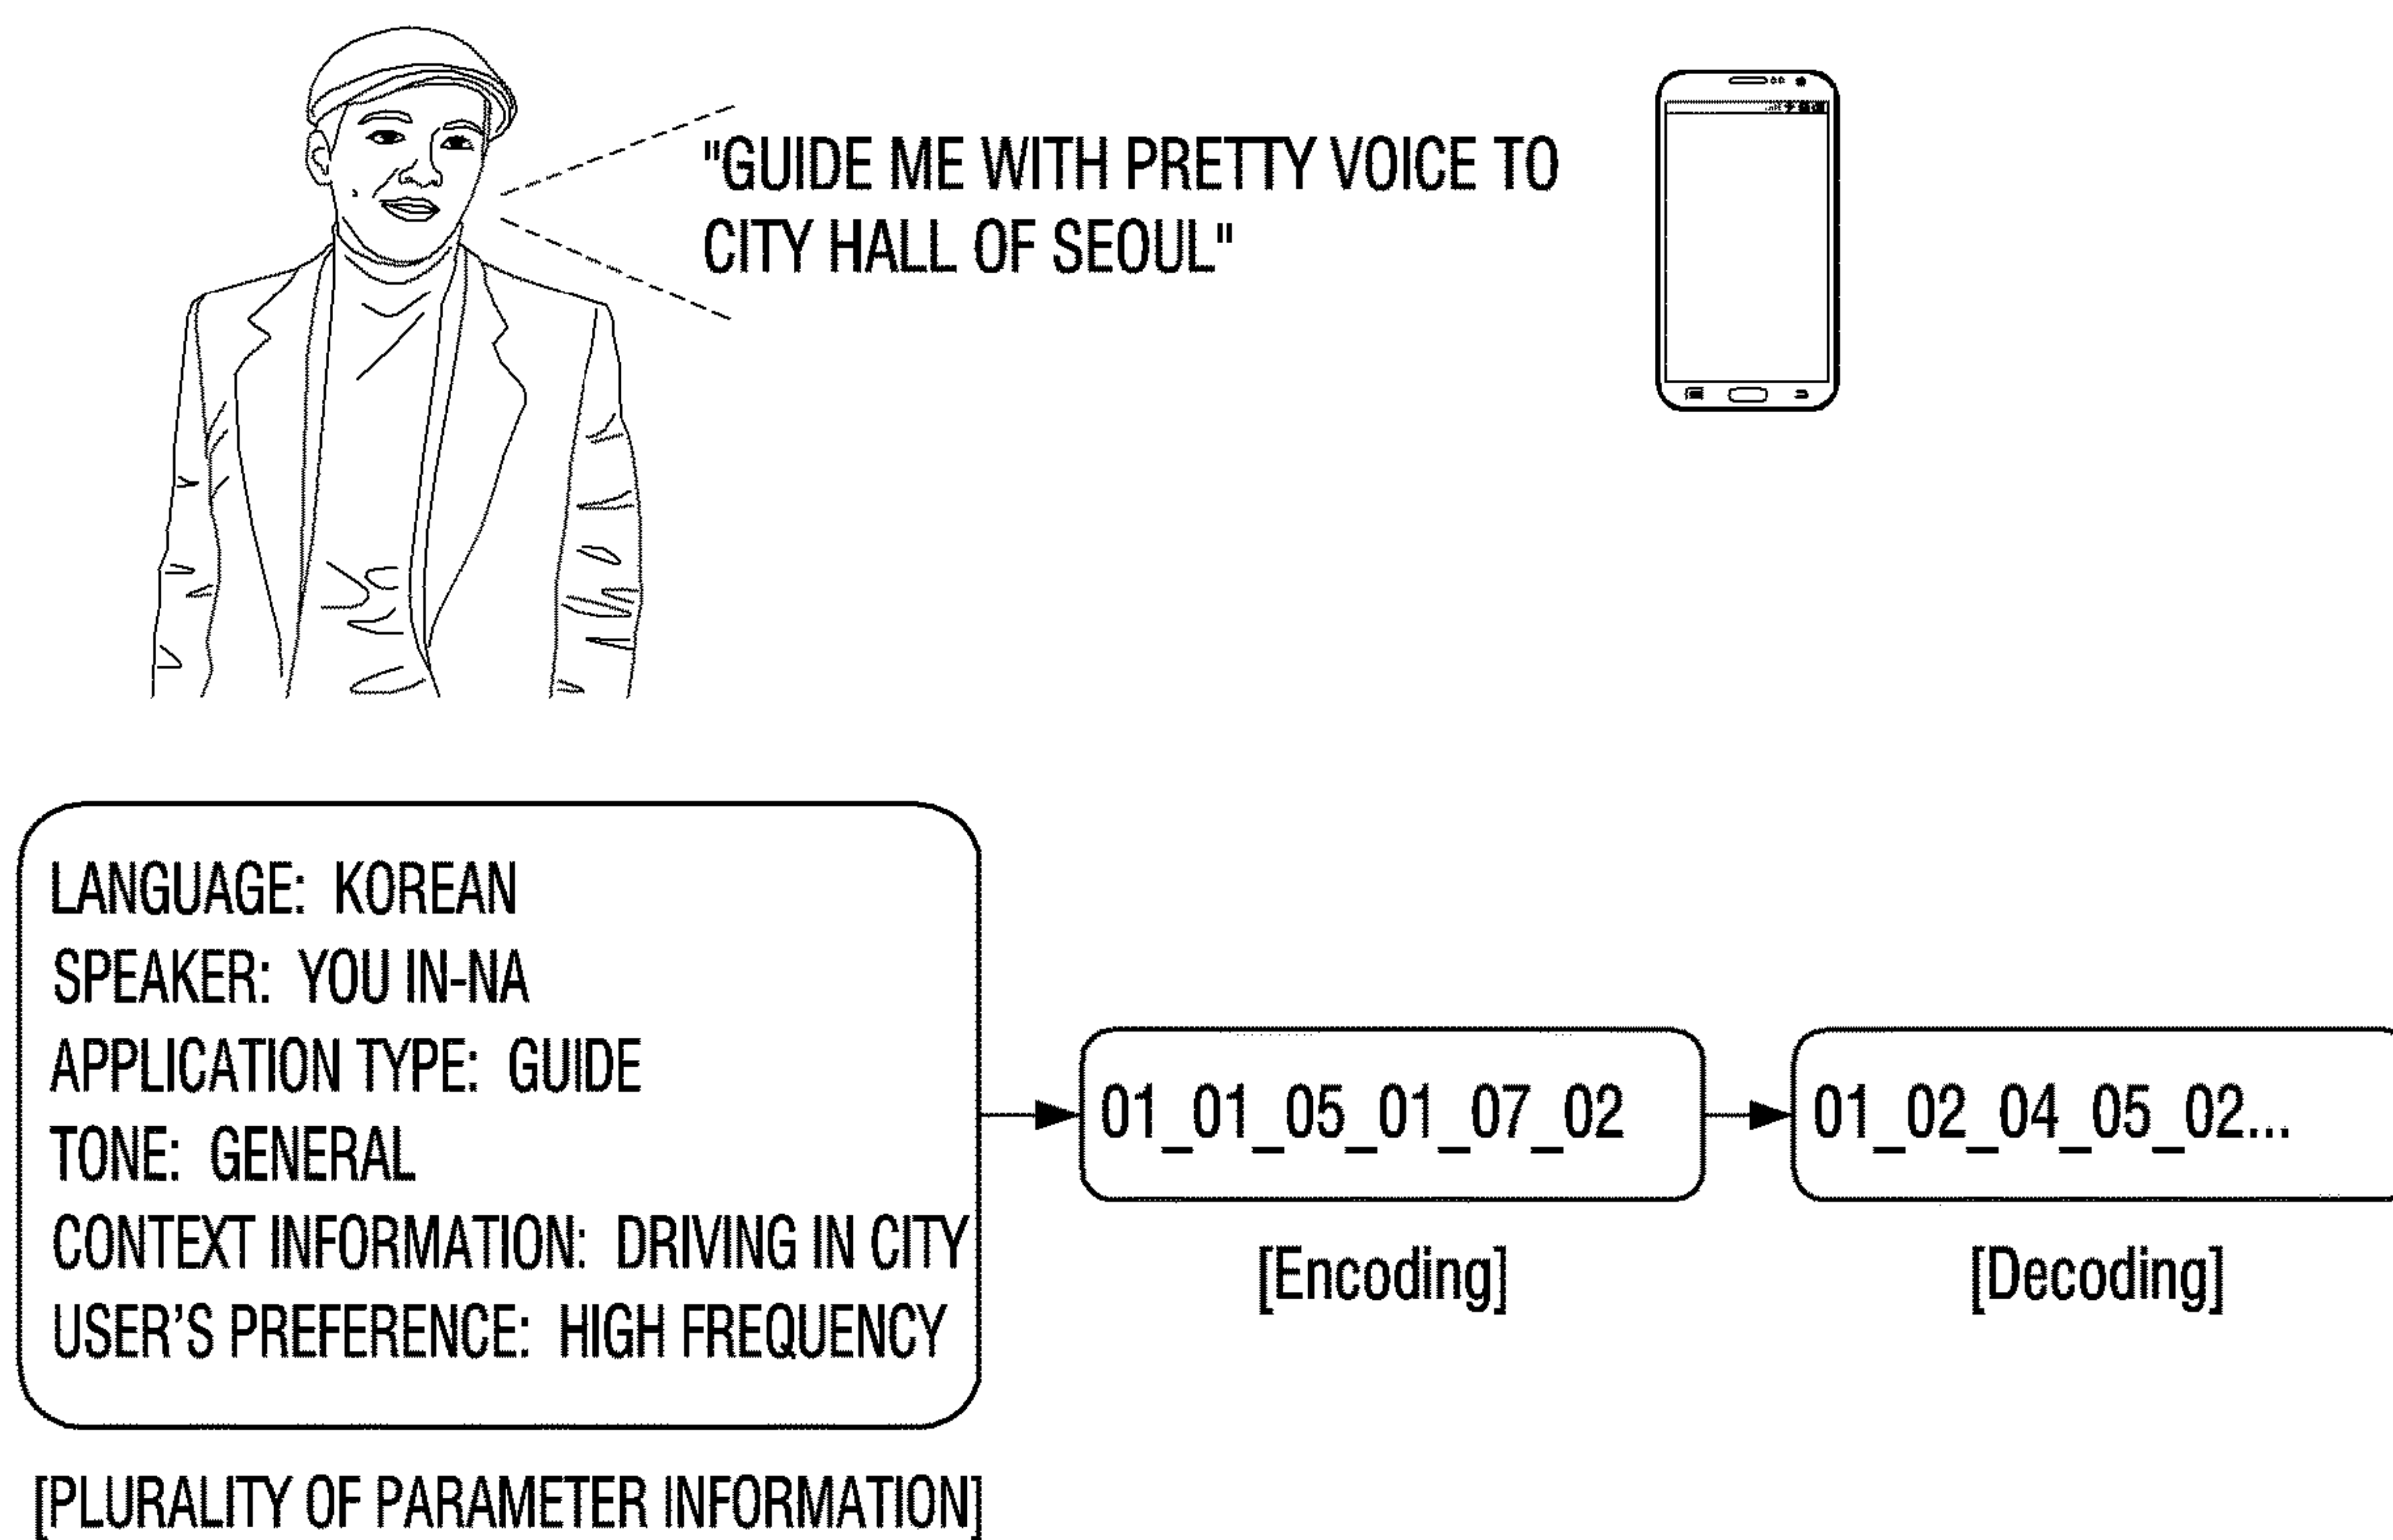 "GUIDE ME WITH PRETTY VOICE TO
CITY HALL OF SEOUL"
LANGUAGE: KOREAN
SPEAKER: YOU IN-NA
APPLICATION TYPE: GUIDE
TONE: GENERAL
CONTEXT INFORMATION: DRIVING IN CITY
USER'S PREFERENCE: HIGH FREQUENCY
[PLURALITY OF PARAMETER INFORMATION]
01_01_05_01_07_02
[Encoding]
01_02_04_05_02...
[Decoding]